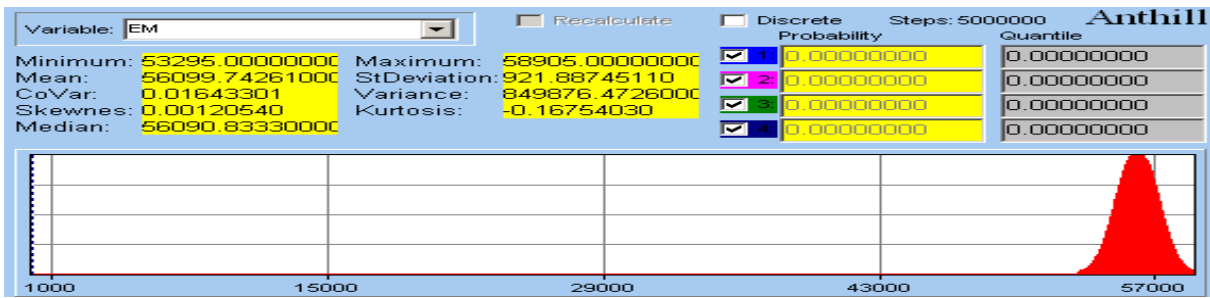 Variable: EM
Recalculate
Discrete Steps: 5000000 Anthill
Probability Quantile
Minimum: 53295.00000000 Maximum: 58905.00000000 1: 0.00000000 0.00000000
Mean: 56099.74261000 StDeviation: 921.88745110 2: 0.00000000 0.00000000
CoVar: 0.01643301 Variance: 849876.4726000 3: 0.00000000 0.00000000
Skewnes: 0.00120540 Kurtosis: -0.16754030 4: 0.00000000 0.00000000
Median: 56090.83330000
1000 15000 29000 43000 57000